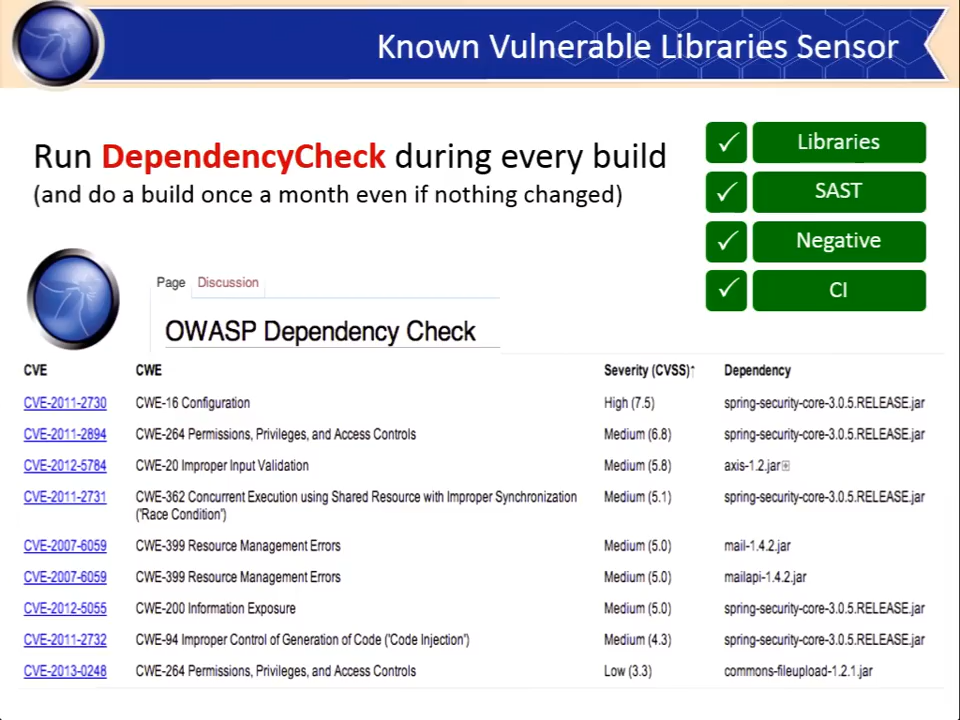 Known Vulnerable Libraries Sensor
Run DependencyCheck during every build
(and do a build once a month even if nothing changed)
✓ Libraries
✓ SAST
✓ Negative
✓ CI
Page Discussion
OWASP Dependency Check
CVE CWE Severity (CVSS)↑ Dependency
CVE-2011-2730 CWE-16 Configuration High (7.5) spring-security-core-3.0.5.RELEASE.jar
CVE-2011-2894 CWE-264 Permissions, Privileges, and Access Controls Medium (6.8) spring-security-core-3.0.5.RELEASE.jar
CVE-2012-5784 CWE-20 Improper Input Validation Medium (5.8) axis-1.2.jar
CVE-2011-2731 CWE-362 Concurrent Execution using Shared Resource with Improper Synchronization Medium (5.1) spring-security-core-3.0.5.RELEASE.jar
('Race Condition')
CVE-2007-6059 CWE-399 Resource Management Errors Medium (5.0) mail-1.4.2.jar
CVE-2007-6059 CWE-399 Resource Management Errors Medium (5.0) mailapi-1.4.2.jar
CVE-2012-5055 CWE-200 Information Exposure Medium (5.0) spring-security-core-3.0.5.RELEASE.jar
CVE-2011-2732 CWE-94 Improper Control of Generation of Code ('Code Injection') Medium (4.3) spring-security-core-3.0.5.RELEASE.jar
CVE-2013-0248 CWE-264 Permissions, Privileges, and Access Controls Low (3.3) commons-fileupload-1.2.1.jar